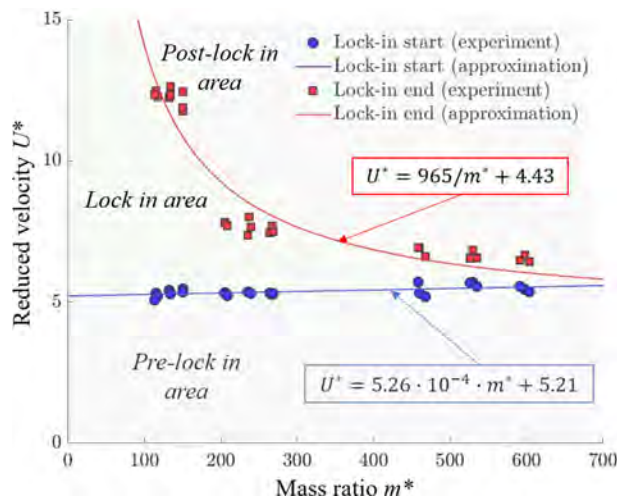 15
Post-lock in
area
Lock-in start (experiment)
Lock-in start (approximation)
Lock-in end (experiment)
Lock-in end (approximation)
10
U* = 965/m* + 4.43
Lock in area
Reduced velocity U*
5
Pre-lock in
area
U* = 5.26 · 10⁻⁴ · m* + 5.21
0
0 100 200 300 400 500 600 700
Mass ratio m*